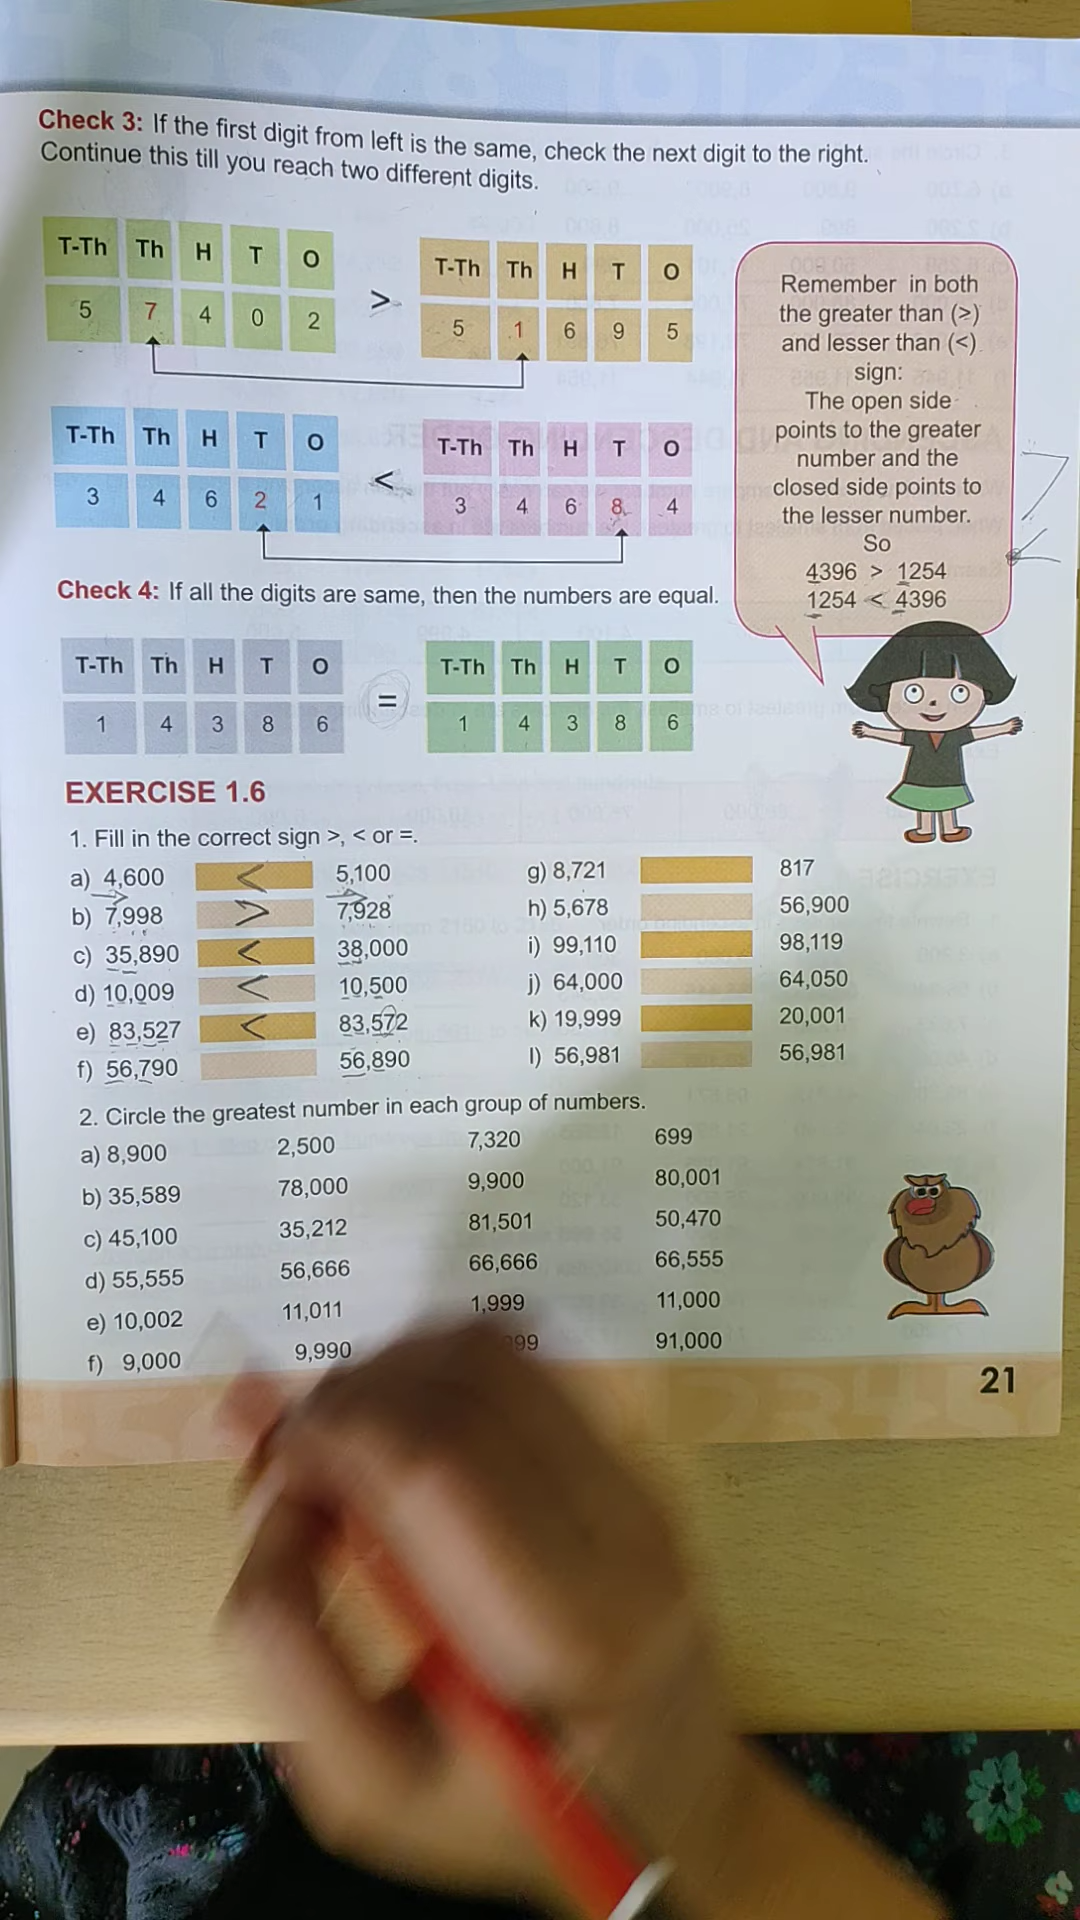 Check 3: If the first digit from left is the same, check the next digit to the right.
Continue this till you reach two different digits.
T-Th Th H T O
5 7 4 0 2
>
T-Th Th H T O
5 1 6 9 5
T-Th Th H T O
3 4 6 2 1
<
T-Th Th H T O
3 4 6 8 4
Remember in both
the greater than (>)
and lesser than (<)
sign:
The open side
points to the greater
number and the
closed side points to
the lesser number.
So
4396 > 1254
1254 < 4396
Check 4: If all the digits are same, then the numbers are equal.
T-Th Th H T O
1 4 3 8 6
=
T-Th Th H T O
1 4 3 8 6
EXERCISE 1.6
1. Fill in the correct sign >, < or =.
a) 4,600 < 5,100
b) 7,998 > 7,928
c) 35,890 < 38,000
d) 10,009 < 10,500
e) 83,527 < 83,572
f) 56,790 56,890
g) 8,721 817
h) 5,678 56,900
i) 99,110 98,119
j) 64,000 64,050
k) 19,999 20,001
l) 56,981 56,981
2. Circle the greatest number in each group of numbers.
a) 8,900 2,500 7,320 699
b) 35,589 78,000 9,900 80,001
c) 45,100 35,212 81,501 50,470
d) 55,555 56,666 66,666 66,555
e) 10,002 11,011 1,999 11,000
f) 9,000 9,990 91,000
21